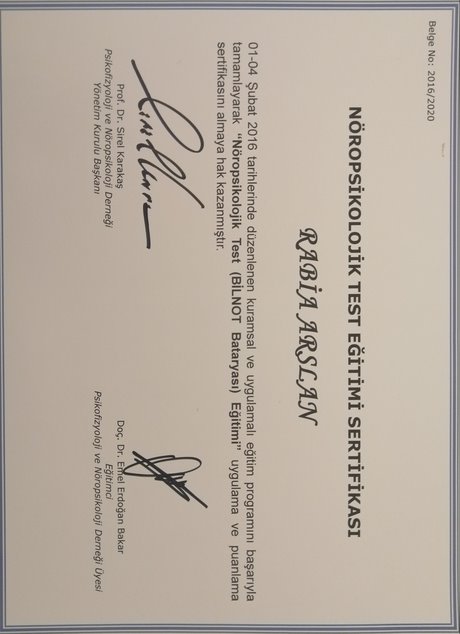 Belge No: 2016/2020
NÖROPSİKOLOJİK TEST EĞİTİMİ SERTİFİKASI
RABİA ARSLAN
01-04 Şubat 2016 tarihlerinde düzenlenen kuramsal ve uygulamalı eğitim programını başarıyla
tamamlayarak "Nöropsikolojik Test (BİLNOT Bataryası) Eğitimi" uygulama ve puanlama
sertifikasını almaya hak kazanmıştır.
Prof. Dr. Sirel Karakaş
Psikofizyoloji ve Nöropsikoloji Derneği
Yönetim Kurulu Başkanı
Doç. Dr. Emel Erdoğan Bakar
Eğitimci
Psikofizyoloji ve Nöropsikoloji Derneği Üyesi